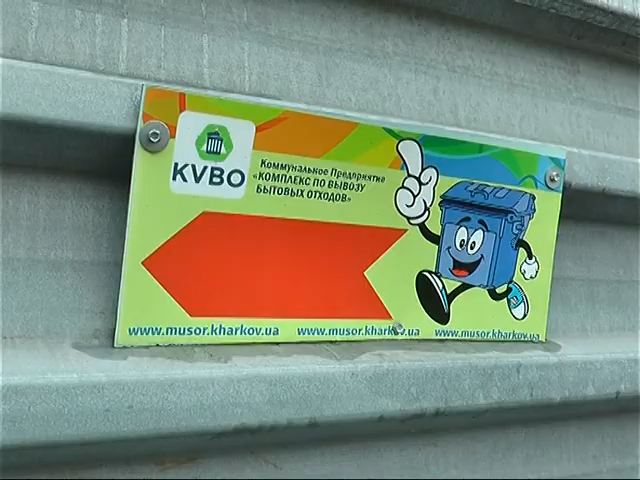 KVBO
Коммунальное Предприятие
«КОМПЛЕКС ПО ВЫВОЗУ
БЫТОВЫХ ОТХОДОВ»
www.musor.kharkov.ua www.musor.kharkov.ua www.musor.kharkov.ua